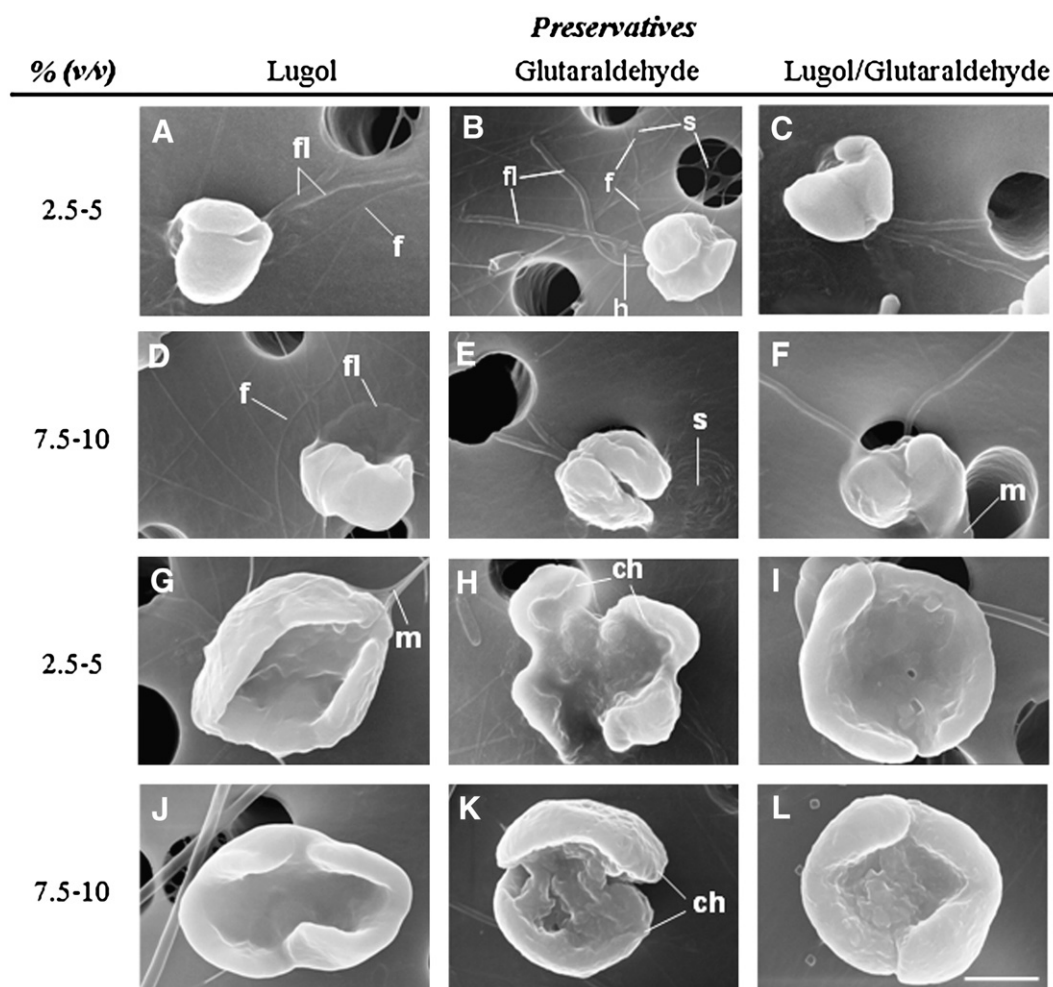 Preservatives
% (v/v) Lugol Glutaraldehyde Lugol/Glutaraldehyde
2.5-5
A fl f
B s fl f h
C
7.5-10
D f fl
E s
F m
2.5-5
G m
H ch
I
7.5-10
J
K ch
L